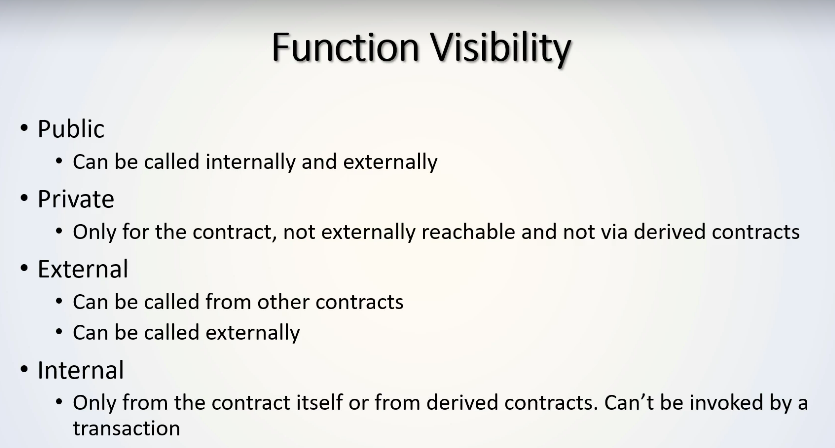 Function Visibility
• Public
• Can be called internally and externally
• Private
• Only for the contract, not externally reachable and not via derived contracts
• External
• Can be called from other contracts
• Can be called externally
• Internal
• Only from the contract itself or from derived contracts. Can’t be invoked by a
transaction